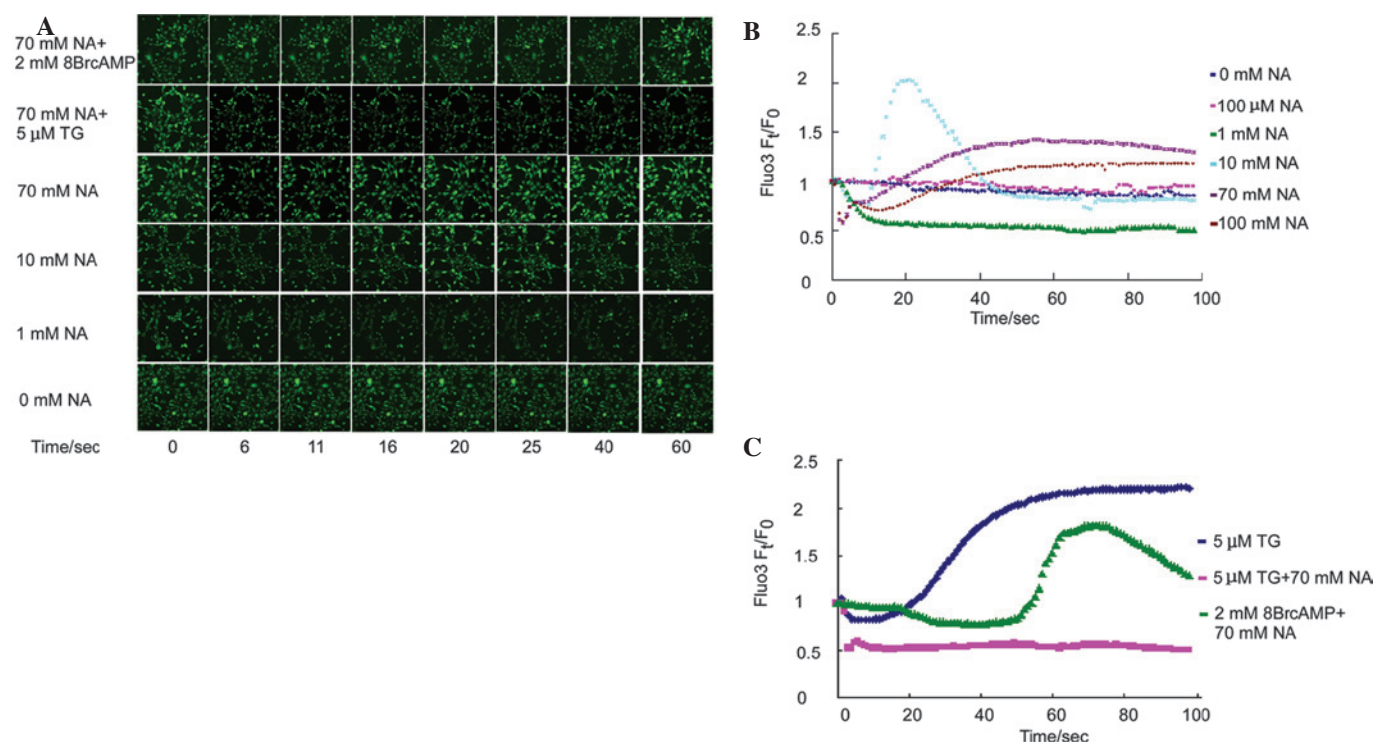 A
70 mM NA+
2 mM 8BrcAMP
70 mM NA+
5 μM TG
70 mM NA
10 mM NA
1 mM NA
0 mM NA
Time/sec 0 6 11 16 20 25 40 60
B
2.5
2
1.5
1
0.5
0
Fluo3 Ft/F0
0 20 40 60 80 100
Time/sec
0 mM NA
100 μM NA
1 mM NA
10 mM NA
70 mM NA
100 mM NA
C
2.5
2
1.5
1
0.5
0
Fluo3 Ft/F0
0 20 40 60 80 100
Time/sec
5 μM TG
5 μM TG+70 mM NA
2 mM 8BrcAMP+
70 mM NA